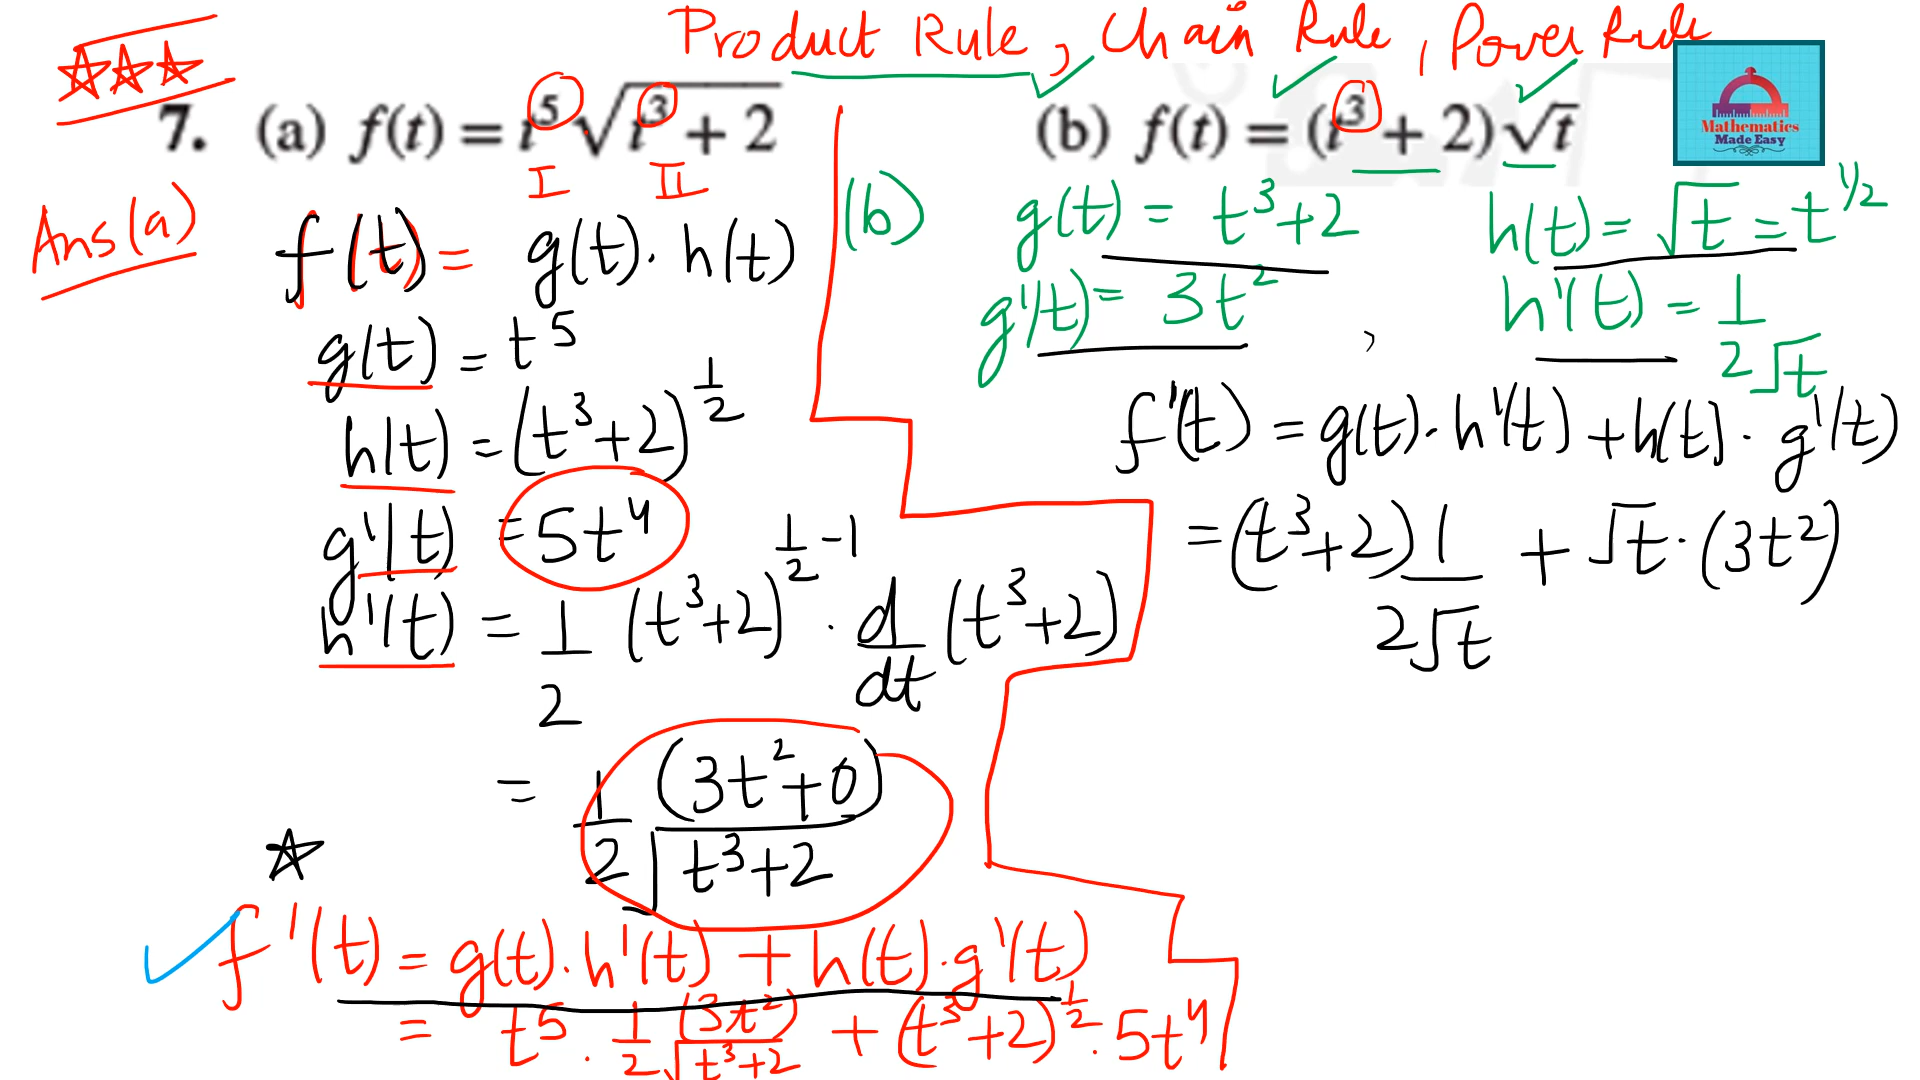 Product Rule, Chain Rule, Power Rule
7. (a) f(t) = t⁵√(t³ + 2)
I II
(b) f(t) = (t³ + 2)√t
Mathematics
Made Easy
Ans(a)
f(t) = g(t)·h(t)
g(t) = t⁵
h(t) = (t³+2)^(1/2)
g'(t) = 5t⁴
h'(t) = 1/2 (t³+2)^(1/2 - 1) · d/dt (t³+2)
= 1/2 (3t²+0)/√(t³+2)
f'(t) = g(t)·h'(t) + h(t)·g'(t)
= t⁵ · 1/2 (3t²)/√(t³+2) + (t³+2)^(1/2) · 5t⁴
(b) g(t) = t³+2 h(t) = √t = t^(1/2)
g'(t) = 3t² , h'(t) = 1/(2√t)
f'(t) = g(t)·h'(t) + h(t)·g'(t)
= (t³+2) 1/(2√t) + √t·(3t²)